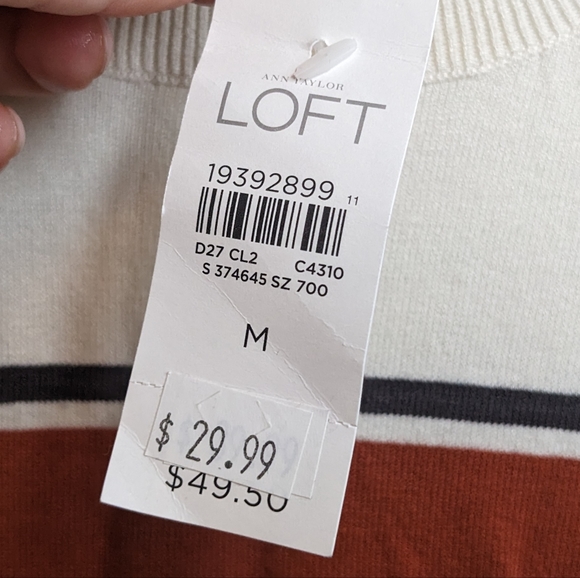 ANN TAYLOR
LOFT
19392899 11
D27 CL2 C4310
S 374645 SZ 700
M
$ 29.99
$49.50